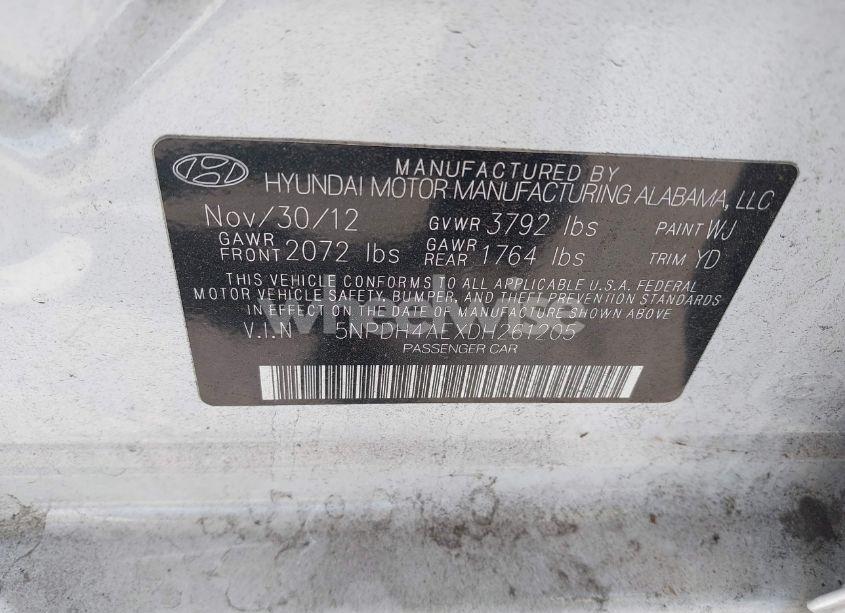 MANUFACTURED BY
HYUNDAI MOTOR MANUFACTURING ALABAMA, LLC
Nov/30/12 GVWR 3792 lbs PAINT WJ
GAWR FRONT 2072 lbs GAWR REAR 1764 lbs TRIM YD
THIS VEHICLE CONFORMS TO ALL APPLICABLE U.S.A. FEDERAL
MOTOR VEHICLE SAFETY, BUMPER, AND THEFT PREVENTION STANDARDS
IN EFFECT ON THE DATE OF MANUFACTURE SHOWN ABOVE.
V.I.N 5NPDH4AEXDH261205
PASSENGER CAR